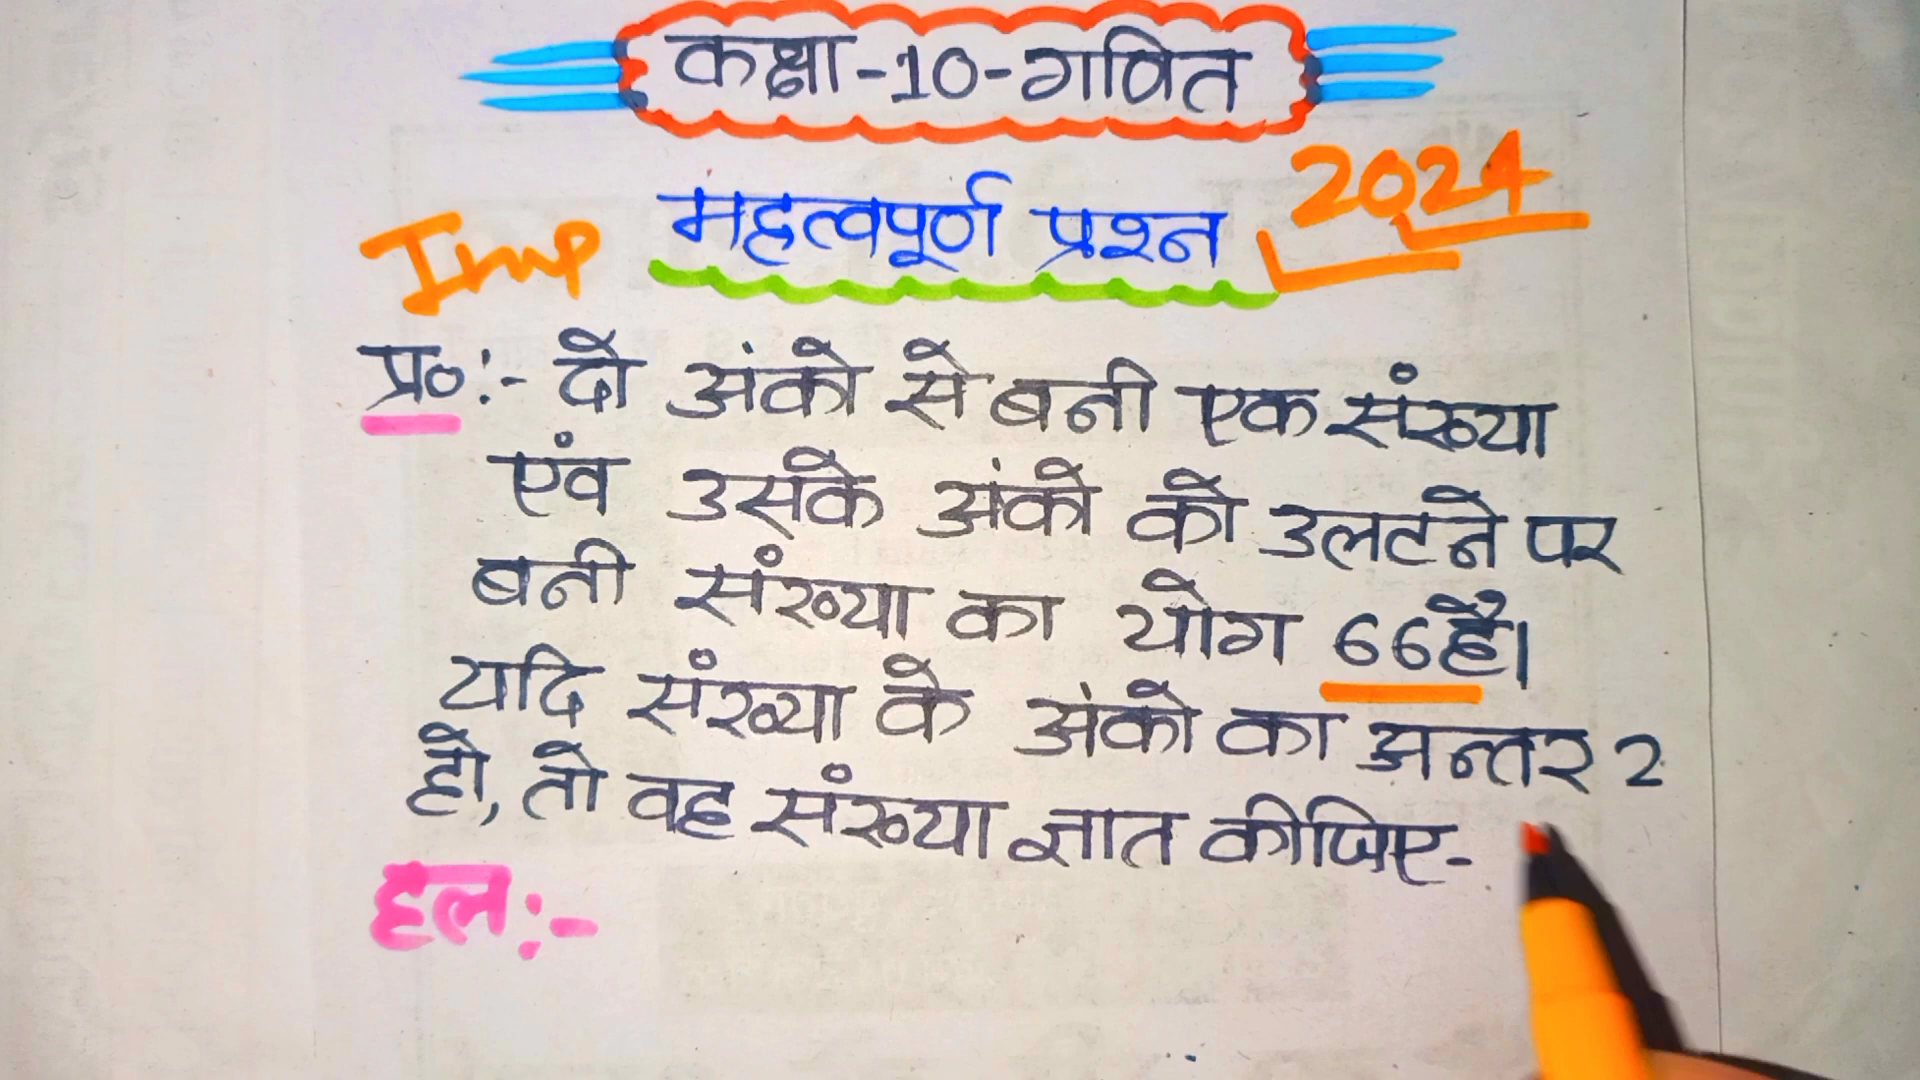 कक्षा-10-गणित
2024
Imp महत्वपूर्ण प्रश्न
प्र०:- दो अंको से बनी एक संख्या
एंव उसके अंको को उलटने पर
बनी संख्या का योग 66 है।
यदि संख्या के अंको का अन्तर 2
हो, तो वह संख्या ज्ञात कीजिए-
हल:-